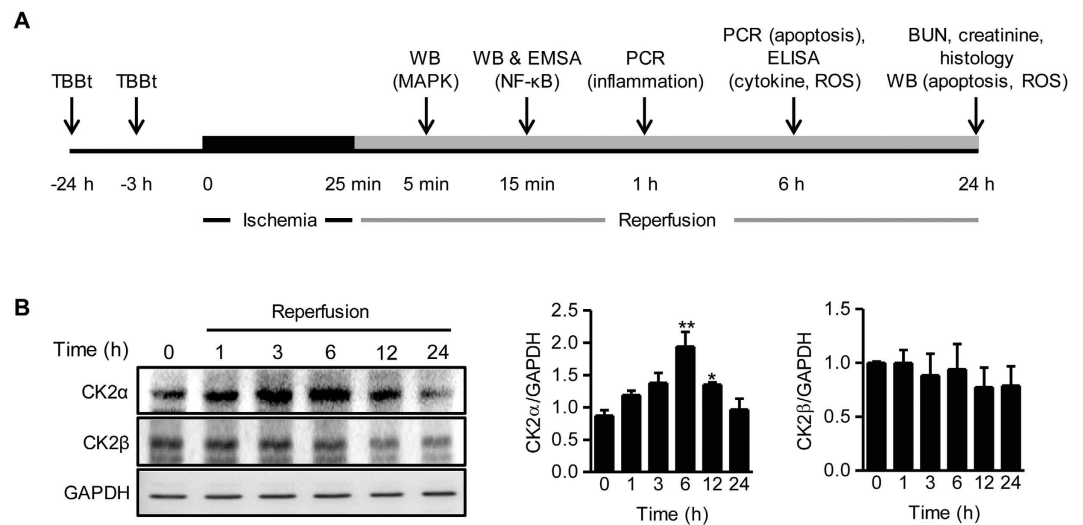 A
PCR (apoptosis), BUN, creatinine,
WB WB & EMSA PCR ELISA histology
TBBt TBBt (MAPK) (NF-κB) (inflammation) (cytokine, ROS) WB (apoptosis, ROS)
-24 h -3 h 0 25 min 5 min 15 min 1 h 6 h 24 h
Ischemia Reperfusion
B
Reperfusion
Time (h) 0 1 3 6 12 24
CK2α
CK2β
GAPDH
CK2α/GAPDH
2.5
2.0
1.5
1.0
0.5
0.0
**
*
0 1 3 6 12 24
Time (h)
CK2β/GAPDH
1.5
1.0
0.5
0.0
0 1 3 6 12 24
Time (h)